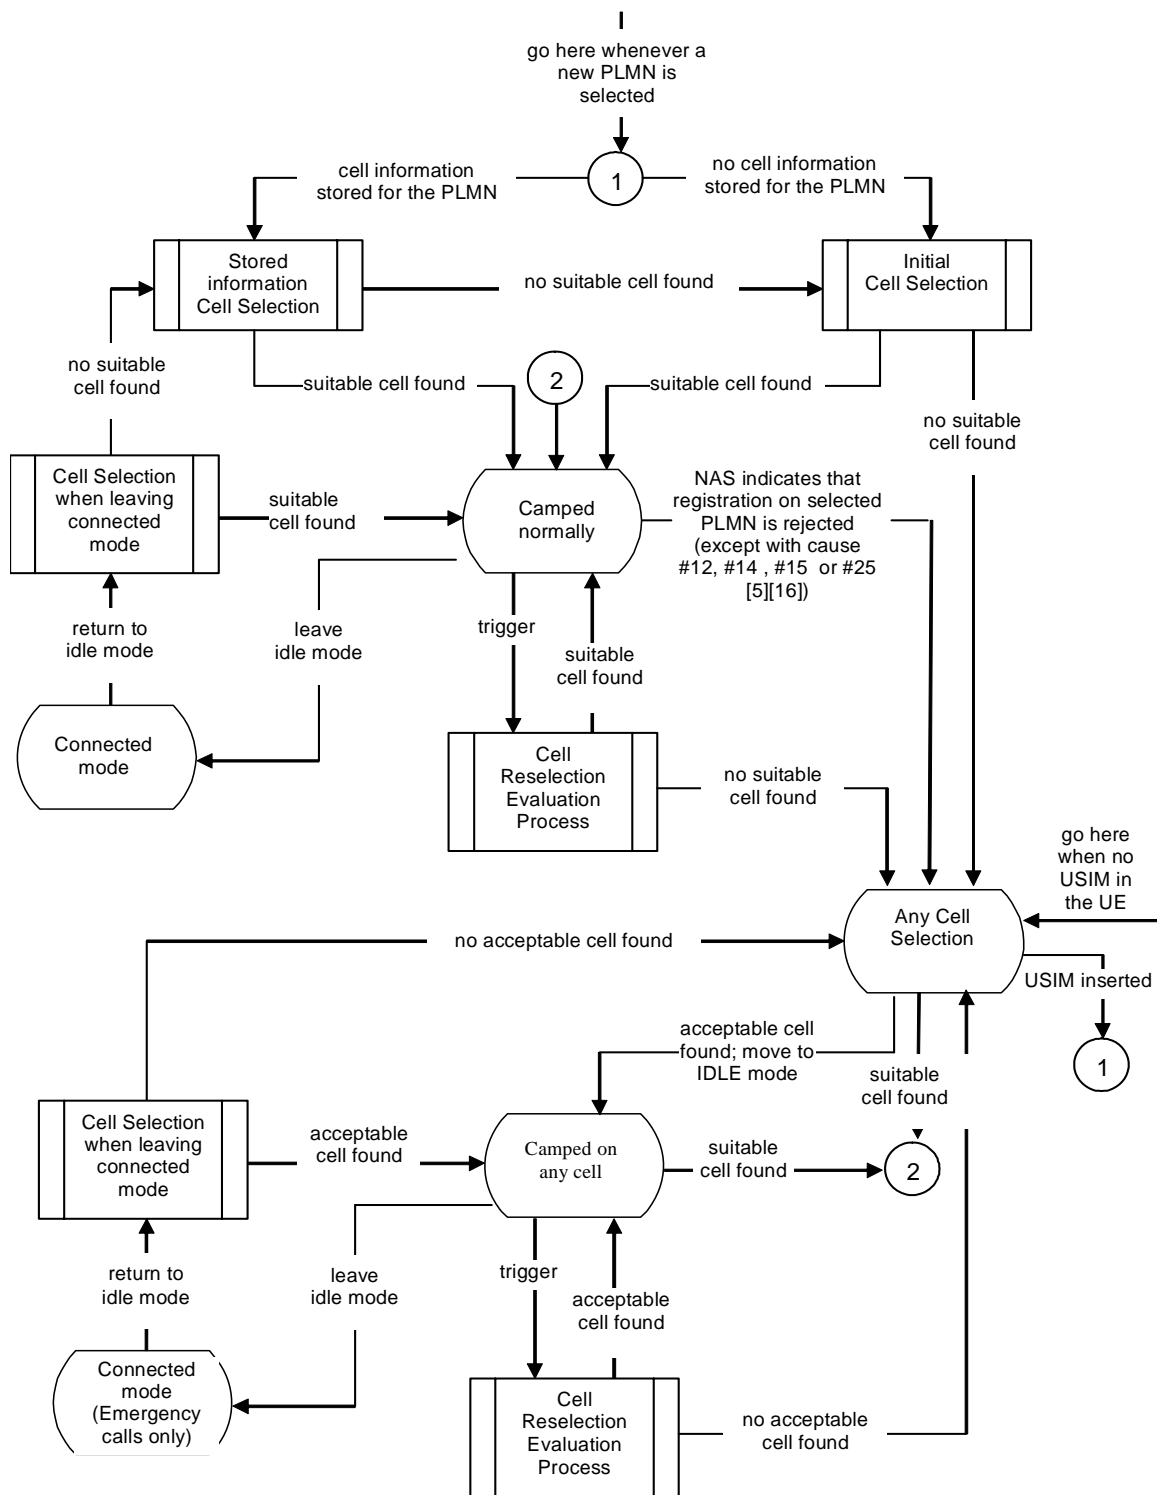 go here whenever a
new PLMN is
selected
1
cell information
stored for the PLMN
no cell information
stored for the PLMN
Stored
information
Cell Selection
no suitable cell found
Initial
Cell Selection
no suitable
cell found
suitable cell found
2
suitable cell found
no suitable
cell found
Cell Selection
when leaving
connected
mode
suitable
cell found
Camped
normally
NAS indicates that
registration on selected
PLMN is rejected
(except with cause
#12, #14 , #15 or #25
[5][16])
return to
idle mode
leave
idle mode
trigger
suitable
cell found
Connected
mode
Cell
Reselection
Evaluation
Process
no suitable
cell found
go here
when no
USIM in
the UE
Any Cell
Selection
no acceptable cell found
USIM inserted
1
acceptable cell
found; move to
IDLE mode
suitable
cell found
Cell Selection
when leaving
connected
mode
acceptable
cell found
Camped on
any cell
suitable
cell found
2
return to
idle mode
leave
idle mode
trigger
acceptable
cell found
Connected
mode
(Emergency
calls only)
Cell
Reselection
Evaluation
Process
no acceptable
cell found